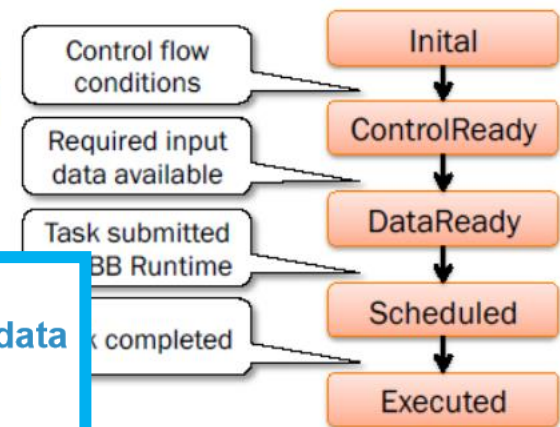 Control flow
conditions
Inital
Required input
data available
ControlReady
Task submitted
BB Runtime
DataReady
data
completed
Scheduled
Executed